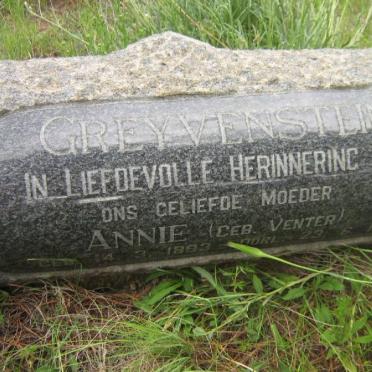 GREYVENSTEIN
IN LIEFDEVOLLE HERINNERING
ONS GELIEFDE MOEDER
ANNIE (GEB. VENTER)